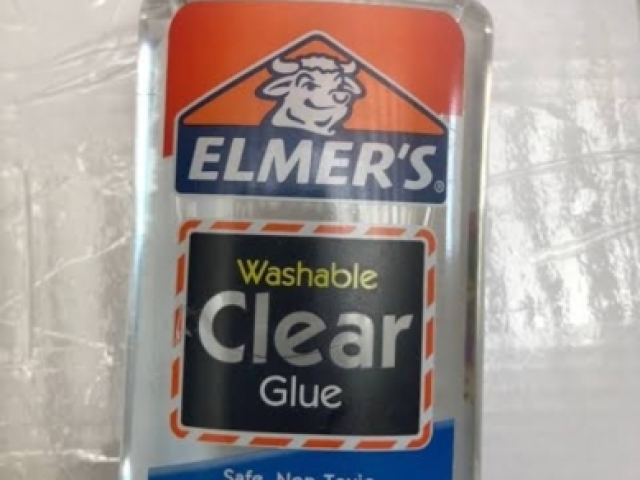 ELMER'S®
Washable
Clear
Glue
Safe, Non-Toxic